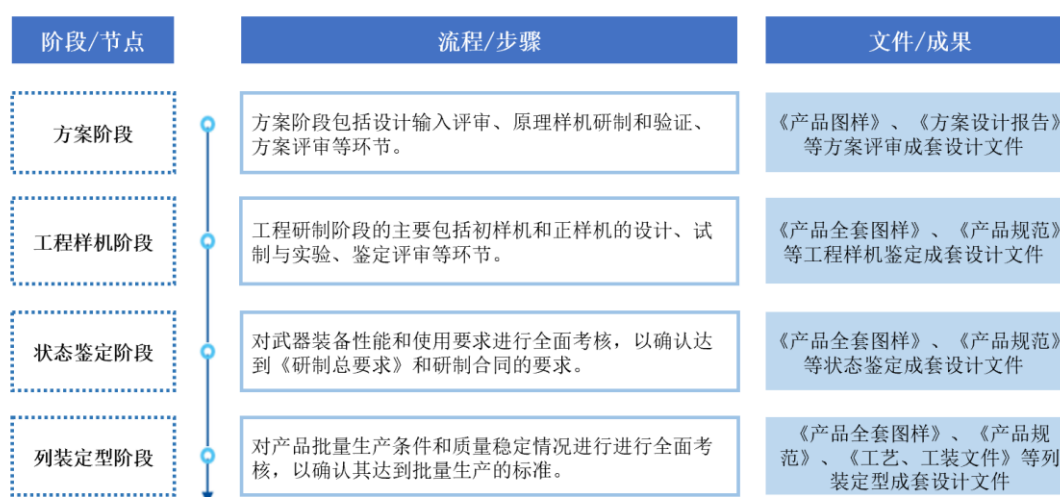 阶段/节点
流程/步骤
文件/成果
方案阶段
方案阶段包括设计输入评审、原理样机研制和验证、
方案评审等环节。
《产品图样》、《方案设计报告》
等方案评审成套设计文件
工程样机阶段
工程研制阶段的主要包括初样机和正样机的设计、试
制与实验、鉴定评审等环节。
《产品全套图样》、《产品规范》
等工程样机鉴定成套设计文件
状态鉴定阶段
对武器装备性能和使用要求进行全面考核，以确认达
到《研制总要求》和研制合同的要求。
《产品全套图样》、《产品规范》
等状态鉴定成套设计文件
列装定型阶段
对产品批量生产条件和质量稳定情况进行进行全面考
核，以确认其达到批量生产的标准。
《产品全套图样》、《产品规
范》、《工艺、工装文件》等列
装定型成套设计文件